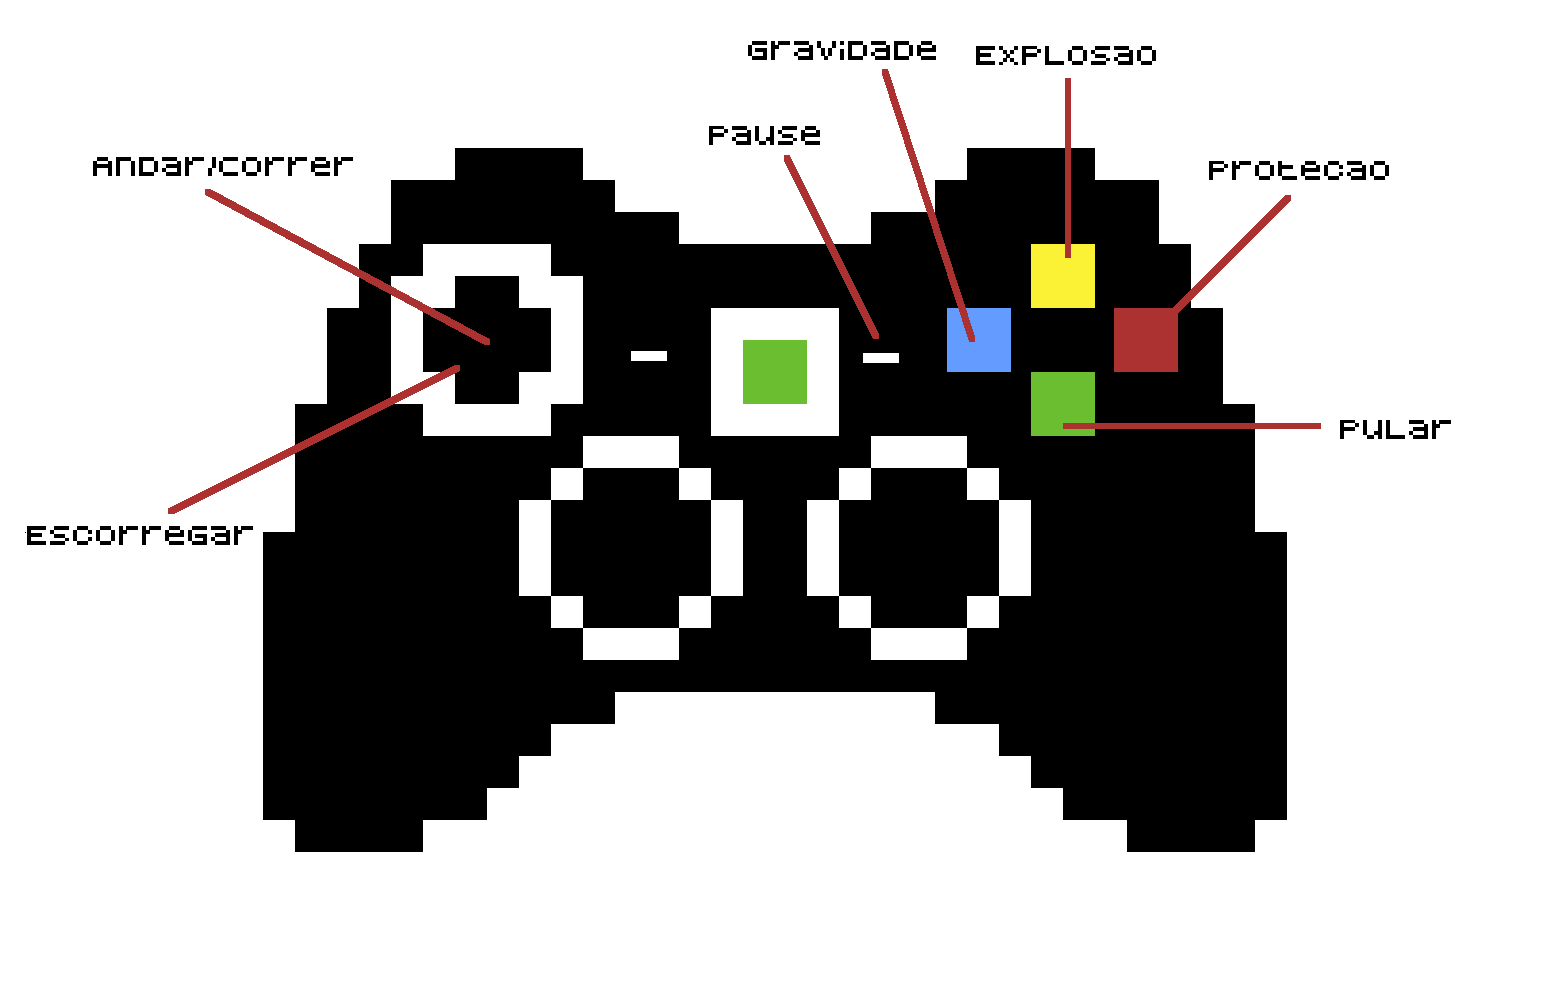 Gravidade
Explosao
Pause
Andar/correr
Protecao
Pular
Escorregar